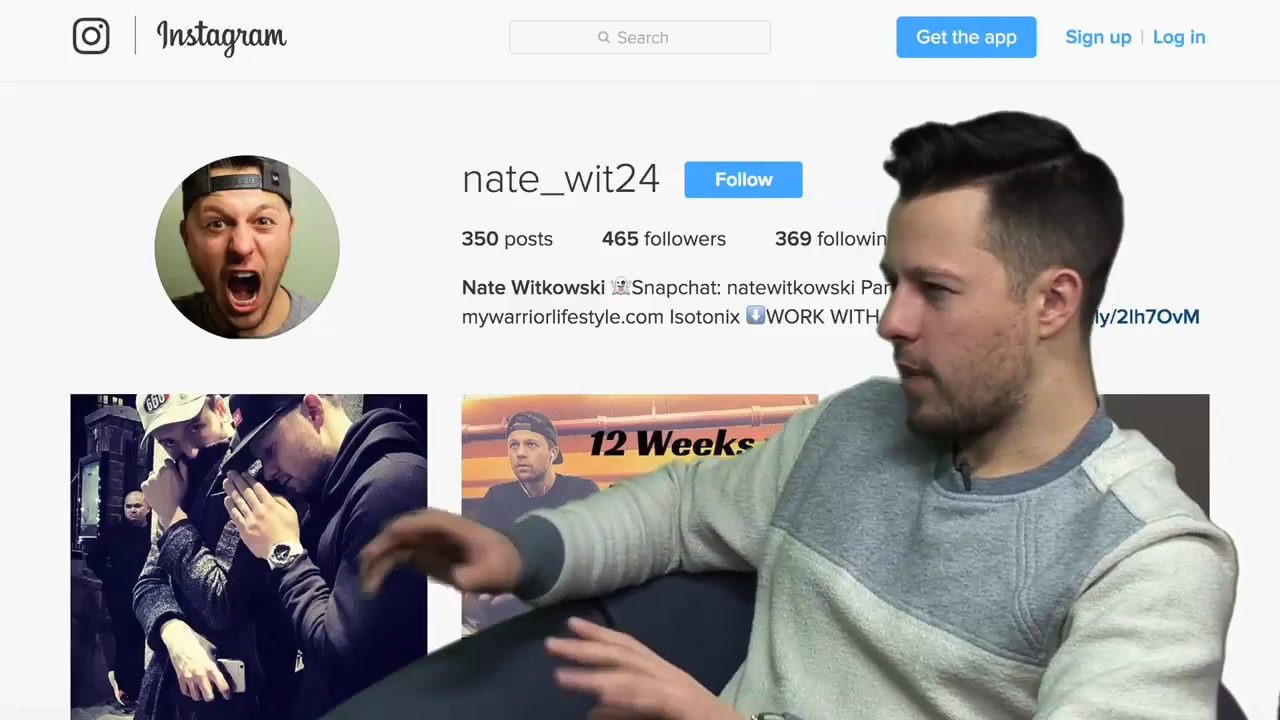 Instagram
Search
Get the app
Sign up
Log in
nate_wit24
Follow
350 posts
465 followers
369 followin
Nate Witkowski 👻Snapchat: natewitkowski Par
mywarriorlifestyle.com Isotonix ⬇️WORK WITH
ly/2lh7OvM
12 Weeks